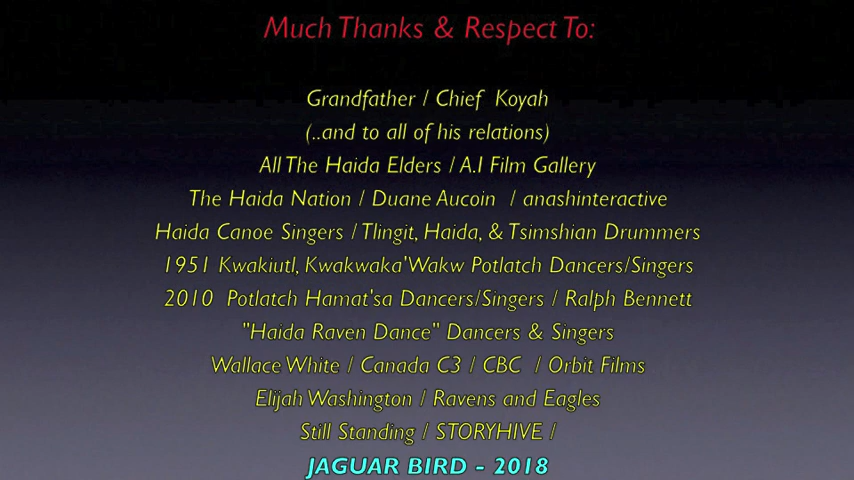 Much Thanks & Respect To:
Grandfather / Chief Koyah
(..and to all of his relations)
All The Haida Elders / A.I Film Gallery
The Haida Nation / Duane Aucoin / anashinteractive
Haida Canoe Singers / Tlingit, Haida, & Tsimshian Drummers
1951 Kwakiutl, Kwakwaka'Wakw Potlatch Dancers/Singers
2010 Potlatch Hamat'sa Dancers/Singers / Ralph Bennett
"Haida Raven Dance" Dancers & Singers
Wallace White / Canada C3 / CBC / Orbit Films
Elijah Washington / Ravens and Eagles
Still Standing / STORYHIVE /
JAGUAR BIRD - 2018